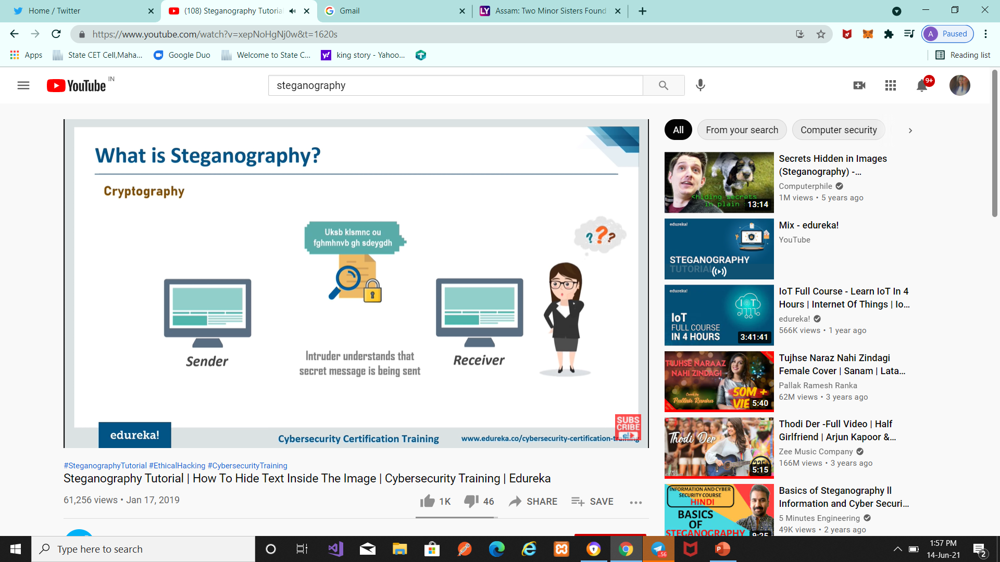 Home / Twitter
(108) Steganography Tutorial
Gmail
Assam: Two Minor Sisters Found
https://www.youtube.com/watch?v=xepNoHgNj0w&t=1620s
A Paused
Apps
State CET Cell,Maha...
Google Duo
Welcome to State C...
king story - Yahoo...
Reading list
YouTube IN
steganography
9+
What is Steganography?
Cryptography
Uksb klsmnc ou
fghmhnvb gh sdeygdh
???
Sender
Intruder understands that
secret message is being sent
Receiver
edureka!
Cybersecurity Certification Training
www.edureka.co/cybersecurity-certification-training
SUBS
CRIBE
e!
#SteganographyTutorial #EthicalHacking #CybersecurityTraining
Steganography Tutorial | How To Hide Text Inside The Image | Cybersecurity Training | Edureka
61,256 views • Jan 17, 2019
1K
46
SHARE
SAVE
All
From your search
Computer security
<hiding secrets
in plain
13:14
Secrets Hidden in Images
(Steganography) -...
Computerphile
1M views • 5 years ago
edureka!
STEGANOGRAPHY
TUTORIAL
Mix - edureka!
YouTube
edureka!
IoT
IoT
FULL COURSE
IN 4 HOURS
3:41:41
IoT Full Course - Learn IoT In 4
Hours | Internet Of Things | Io...
edureka!
566K views • 1 year ago
TUJHSE NARAAZ
NAHI ZINDAGI
50M +
VIE
Pallak Ranka
5:40
Tujhse Naraz Nahi Zindagi
Female Cover | Sanam | Lata...
Pallak Ramesh Ranka
62M views • 3 years ago
Thodi Der
5:15
Thodi Der -Full Video | Half
Girlfriend | Arjun Kapoor &...
Zee Music Company
166M views • 3 years ago
INFORMATION AND CYBER
SECURITY COURSE
HINDI
BASICS
OF
STEGANOGRAPHY
9:25
Basics of Steganography ll
Information and Cyber Securi...
5 Minutes Engineering
49K views • 2 years ago
Type here to search
..56
1:57 PM
14-Jun-21
2